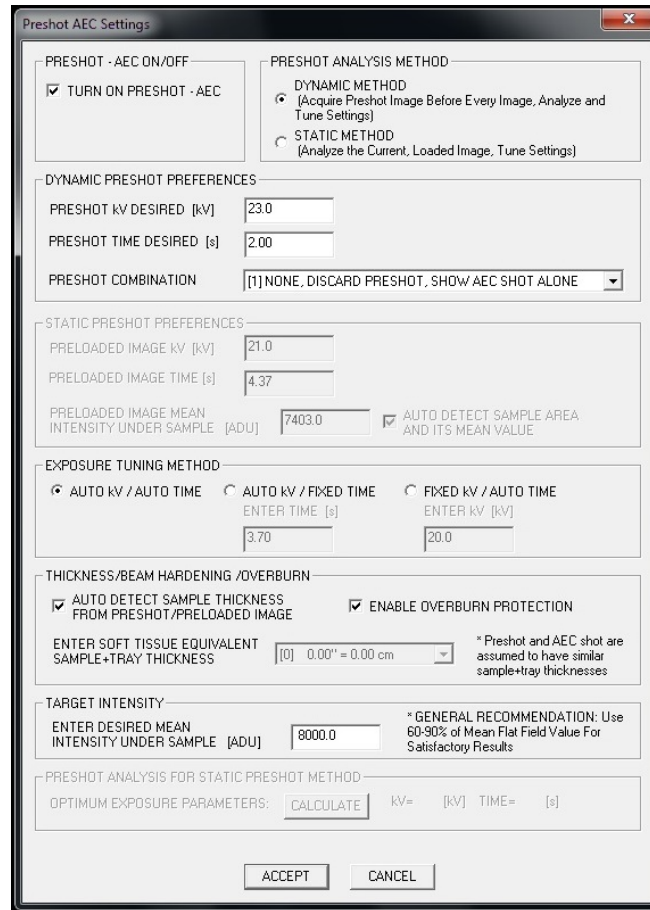 Preshot AEC Settings
PRESHOT - AEC ON/OFF
TURN ON PRESHOT - AEC
PRESHOT ANALYSIS METHOD
DYNAMIC METHOD
(Acquire Preshot Image Before Every Image, Analyze and
Tune Settings)
STATIC METHOD
(Analyze the Current, Loaded Image, Tune Settings)
DYNAMIC PRESHOT PREFERENCES
PRESHOT kV DESIRED [kV]
23.0
PRESHOT TIME DESIRED [s]
2.00
PRESHOT COMBINATION
[1] NONE, DISCARD PRESHOT, SHOW AEC SHOT ALONE
STATIC PRESHOT PREFERENCES
PRELOADED IMAGE kV [kV]
21.0
PRELOADED IMAGE TIME [s]
4.37
PRELOADED IMAGE MEAN
INTENSITY UNDER SAMPLE [ADU]
7403.0
AUTO DETECT SAMPLE AREA
AND ITS MEAN VALUE
EXPOSURE TUNING METHOD
AUTO kV / AUTO TIME
AUTO kV / FIXED TIME
ENTER TIME [s]
3.70
FIXED kV / AUTO TIME
ENTER kV [kV]
20.0
THICKNESS/BEAM HARDENING /OVERBURN
AUTO DETECT SAMPLE THICKNESS
FROM PRESHOT/PRELOADED IMAGE
ENABLE OVERBURN PROTECTION
ENTER SOFT TISSUE EQUIVALENT
SAMPLE+TRAY THICKNESS
[0] 0.00" = 0.00 cm
* Preshot and AEC shot are
assumed to have similar
sample+tray thicknesses
TARGET INTENSITY
ENTER DESIRED MEAN
INTENSITY UNDER SAMPLE [ADU]
8000.0
* GENERAL RECOMMENDATION: Use
60-90% of Mean Flat Field Value For
Satisfactory Results
PRESHOT ANALYSIS FOR STATIC PRESHOT METHOD
OPTIMUM EXPOSURE PARAMETERS:
CALCULATE
kV= [kV] TIME= [s]
ACCEPT
CANCEL